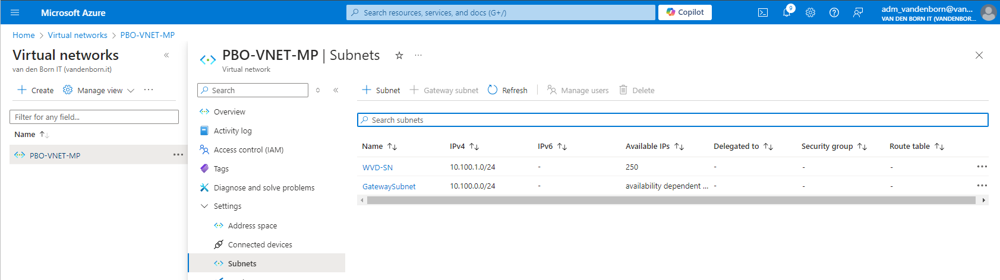 Microsoft Azure
Search resources, services, and docs (G+/)
Copilot
9
adm_vandenborn@van...
VAN DEN BORN IT (VANDENBOR...
Home > Virtual networks > PBO-VNET-MP
Virtual networks
van den Born IT (vandenborn.it)
Create Manage view ...
Filter for any field...
Name
PBO-VNET-MP ...
PBO-VNET-MP | Subnets ...
Virtual network
Search
Overview
Activity log
Access control (IAM)
Tags
Diagnose and solve problems
Settings
Address space
Connected devices
Subnets
Subnet Gateway subnet Refresh Manage users Delete
Search subnets
Name IPv4 IPv6 Available IPs Delegated to Security group Route table
WVD-SN 10.100.1.0/24 - 250 - - - ...
GatewaySubnet 10.100.0.0/24 - availability dependent ... - - - ...